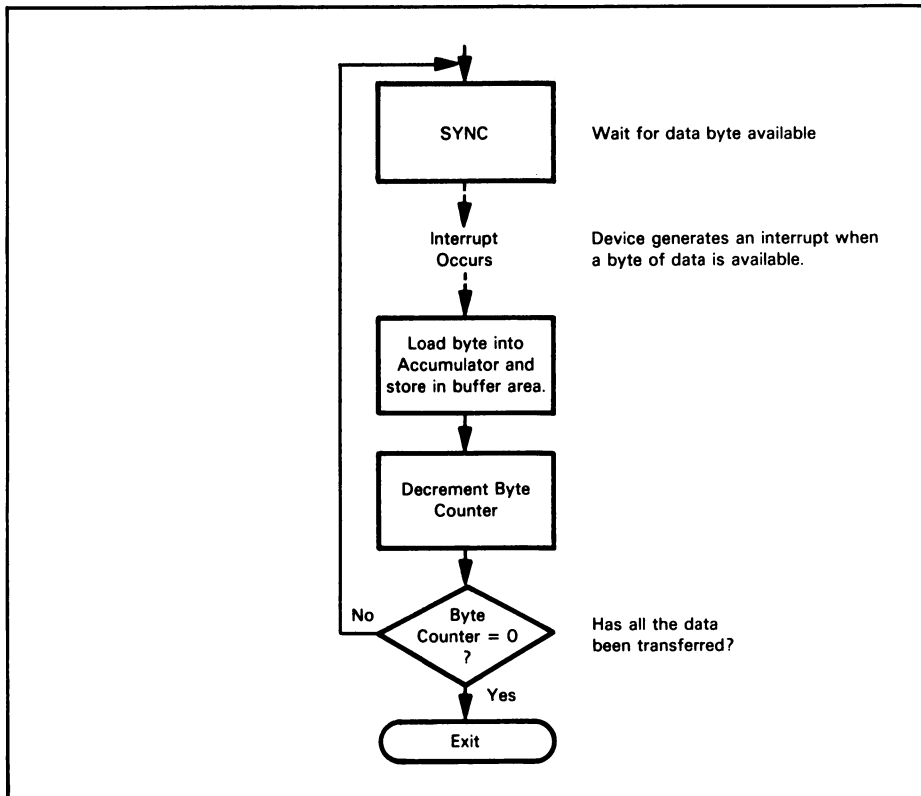 SYNC
Wait for data byte available
Interrupt
Occurs
Device generates an interrupt when
a byte of data is available.
Load byte into
Accumulator and
store in buffer area.
Decrement Byte
Counter
No
Byte
Counter = 0
?
Has all the data
been transferred?
Yes
Exit